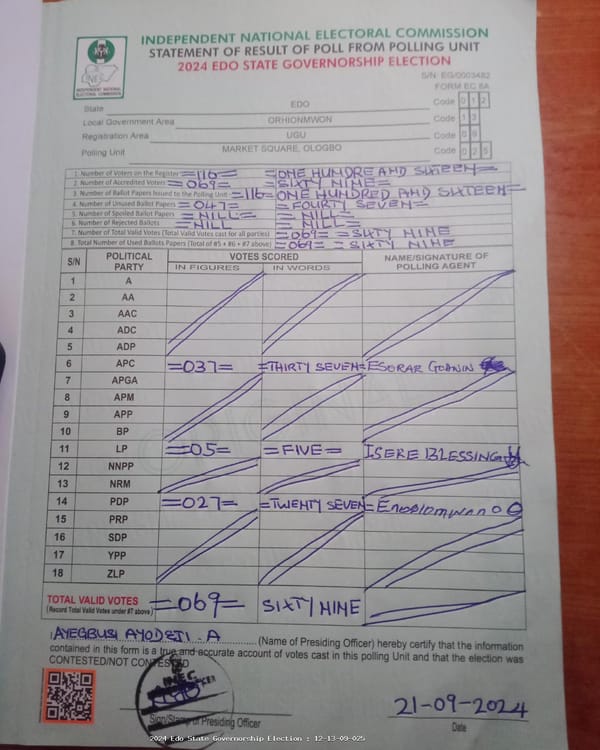 INDEPENDENT NATIONAL ELECTORAL COMMISSION
STATEMENT OF RESULT OF POLL FROM POLLING UNIT
2024 EDO STATE GOVERNORSHIP ELECTION
INEC
INDEPENDENT NATIONAL ELECTORAL COMMISSION
S/N: EG/0003482
FORM EC 8A
State EDO Code 0 1 2
Local Government Area ORHIONMWON Code 1 3
Registration Area UGU Code 0 9
Polling Unit MARKET SQUARE, OLOGBO Code 0 2 5
1. Number of Voters on the Register =116= =ONE HUNDRE AND SIXTEEN=
2. Number of Accredited Voters =069= =SIXTY NINE=
3. Number of Ballot Papers Issued to the Polling Unit =116= ONE HUNDRED AND SIXTEEN=
4. Number of Unused Ballot Papers =047= =FOURTY SEVEN=
5. Number of Spoiled Ballot Papers =NILL= =NILL=
6. Number of Rejected Ballots =NILL= =NILL=
7. Number of Total Valid Votes (Total Valid Votes cast for all parties) =069= =SIXTY NINE
8. Total Number of Used Ballots Papers (Total of #5 + #6 + #7 above) =069= =SIXTY NINE
S/N POLITICAL PARTY VOTES SCORED NAME/SIGNATURE OF POLLING AGENT
IN FIGURES IN WORDS
1 A
2 AA
3 AAC
4 ADC
5 ADP
6 APC =037= =THIRTY SEVEN=
7 APGA
8 APM
9 APP
10 BP
11 LP =05= =FIVE= ISERE BLESSING
12 NNPP
13 NRM
14 PDP =027= =TWENTY SEVEN=
15 PRP
16 SDP
17 YPP
18 ZLP
TOTAL VALID VOTES =069= SIXTY NINE
(Record Total Valid Votes under #7 above)
AYEGBUSI AYODEJI - A (Name of Presiding Officer) hereby certify that the information
contained in this form is a true and accurate account of votes cast in this polling Unit and that the election was
CONTESTED/NOT CONTESTED
INEC
21-09-2024
Sign/Stamp of Presiding Officer Date
2024 Edo State Governorship Election : 12-13-09-025